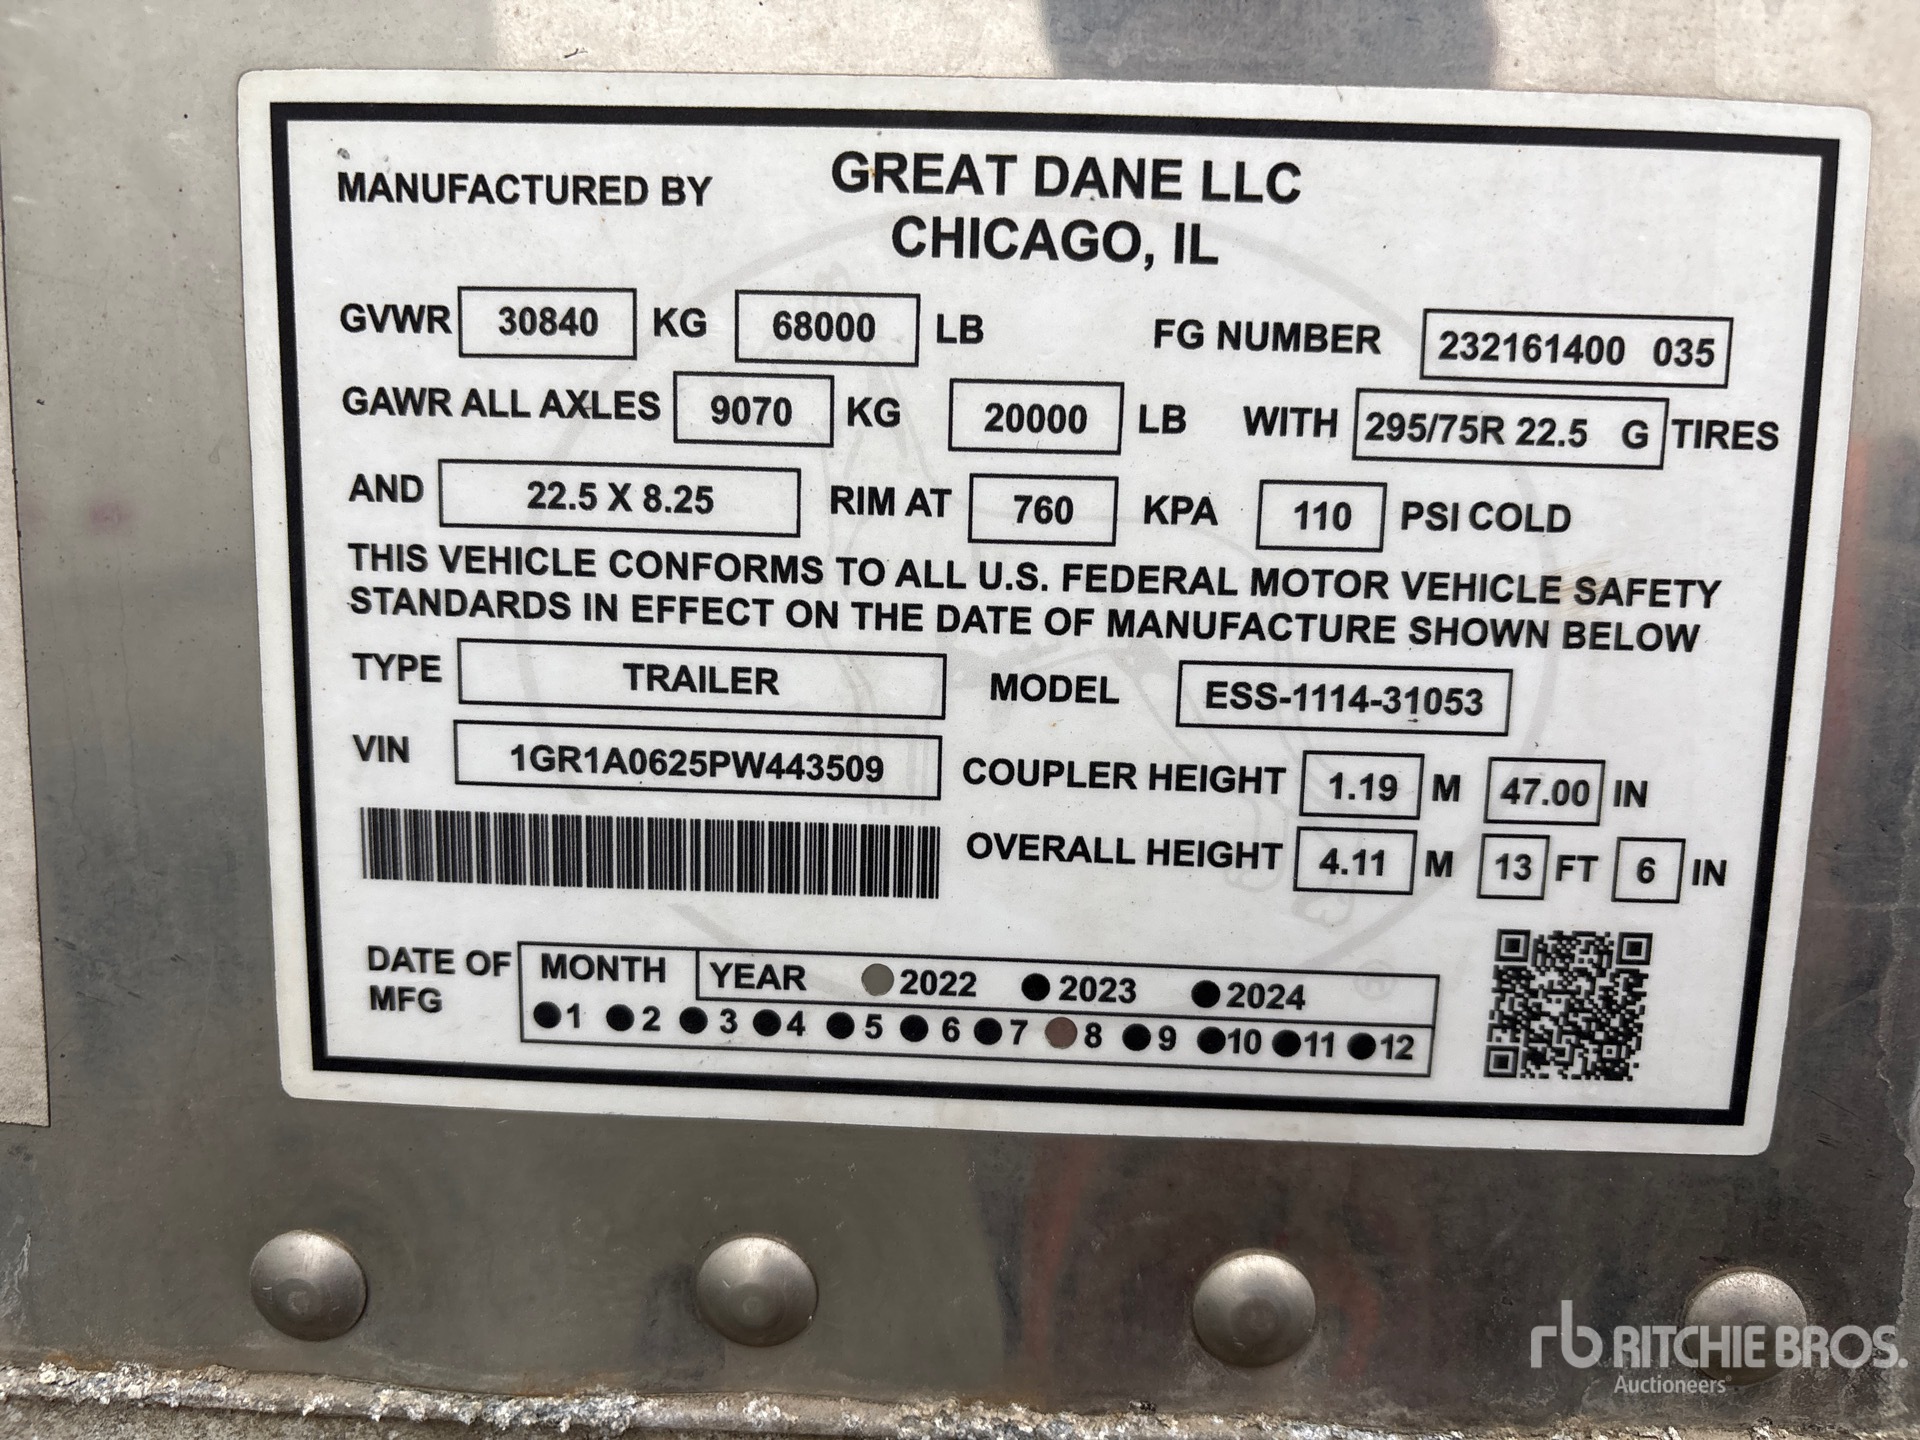 MANUFACTURED BY GREAT DANE LLC
CHICAGO, IL
GVWR 30840 KG 68000 LB FG NUMBER 232161400 035
GAWR ALL AXLES 9070 KG 20000 LB WITH 295/75R 22.5 G TIRES
AND 22.5 X 8.25 RIM AT 760 KPA 110 PSI COLD
THIS VEHICLE CONFORMS TO ALL U.S. FEDERAL MOTOR VEHICLE SAFETY
STANDARDS IN EFFECT ON THE DATE OF MANUFACTURE SHOWN BELOW
TYPE TRAILER MODEL ESS-1114-31053
VIN 1GR1A0625PW443509 COUPLER HEIGHT 1.19 M 47.00 IN
OVERALL HEIGHT 4.11 M 13 FT 6 IN
DATE OF MFG MONTH YEAR 2022 2023 2024
1 2 3 4 5 6 7 8 9 10 11 12
®
rb RITCHIE BROS.
Auctioneers